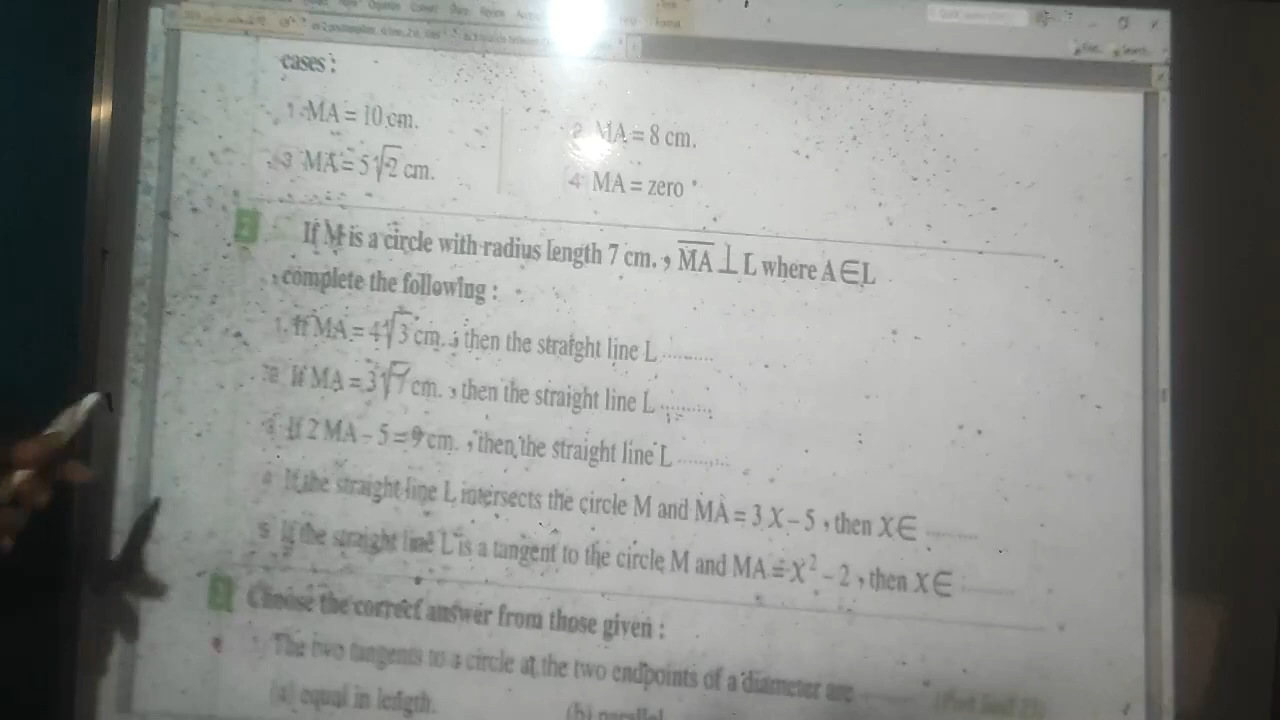 cases :
1 MA = 10 cm.
2 MA = 8 cm.
3 MA = 5√2 cm.
4 MA = zero
2 If M is a circle with radius length 7 cm. , MA ⊥ L where A ∈ L
complete the following :
1. If MA = 4√3 cm. , then the straight line L .........
2 If MA = 3√7 cm. , then the straight line L .........
3 If 2 MA – 5 = 9 cm. , then the straight line L .........
4 If the straight line L intersects the circle M and MA = 3 X – 5 , then X ∈ .........
5 If the straight line L is a tangent to the circle M and MA = X² – 2 , then X ∈ .........
3 Choose the correct answer from those given :
1 The two tangents to a circle at the two endpoints of a diameter are .........
(a) equal in length.
(b) parallel